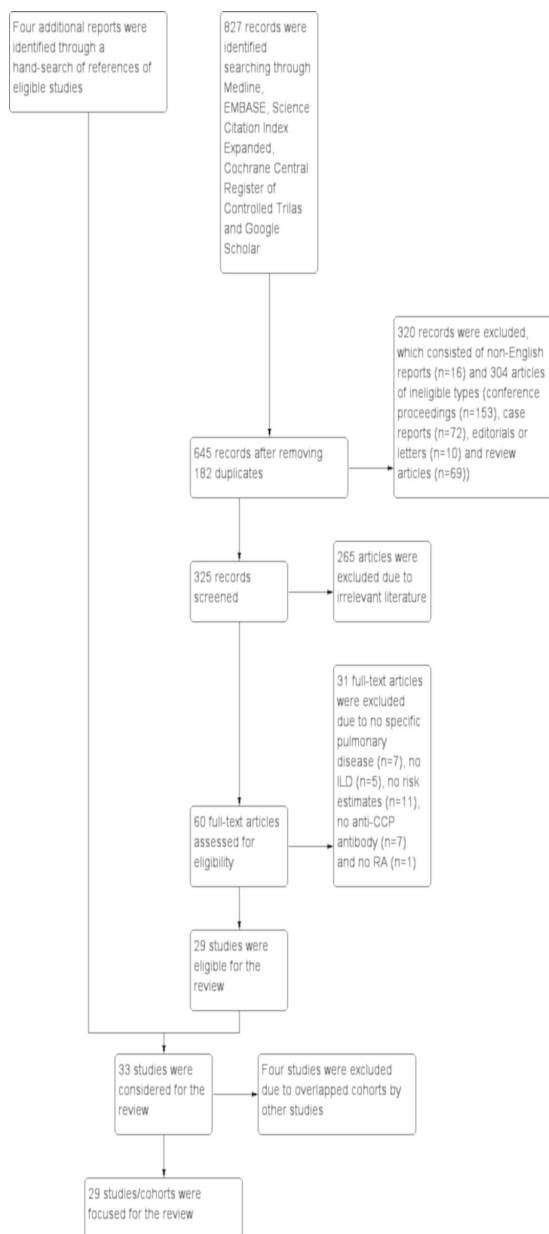 Four additional reports were
identified through a
hand-search of references of
eligible studies
827 records were
identified
searching through
Medline,
EMBASE, Science
Citation Index
Expanded,
Cochrane Central
Register of
Controlled Trilas
and Google
Scholar
320 records were excluded,
which consisted of non-English
reports (n=16) and 304 articles
of ineligible types (conference
proceedings (n=153), case
reports (n=72), editorials or
letters (n=10) and review
articles (n=69))
645 records after removing
182 duplicates
325 records
screened
265 articles were
excluded due to
irrelevant literature
31 full-text articles
were excluded
due to no specific
pulmonary
disease (n=7), no
ILD (n=5), no risk
estimates (n=11),
no anti-CCP
antibody (n=7)
and no RA (n=1)
60 full-text articles
assessed for
eligibility
29 studies were
eligible for the
review
33 studies were
considered for the
review
Four studies were excluded
due to overlapped cohorts by
other studies
29 studies/cohorts were
focused for the review